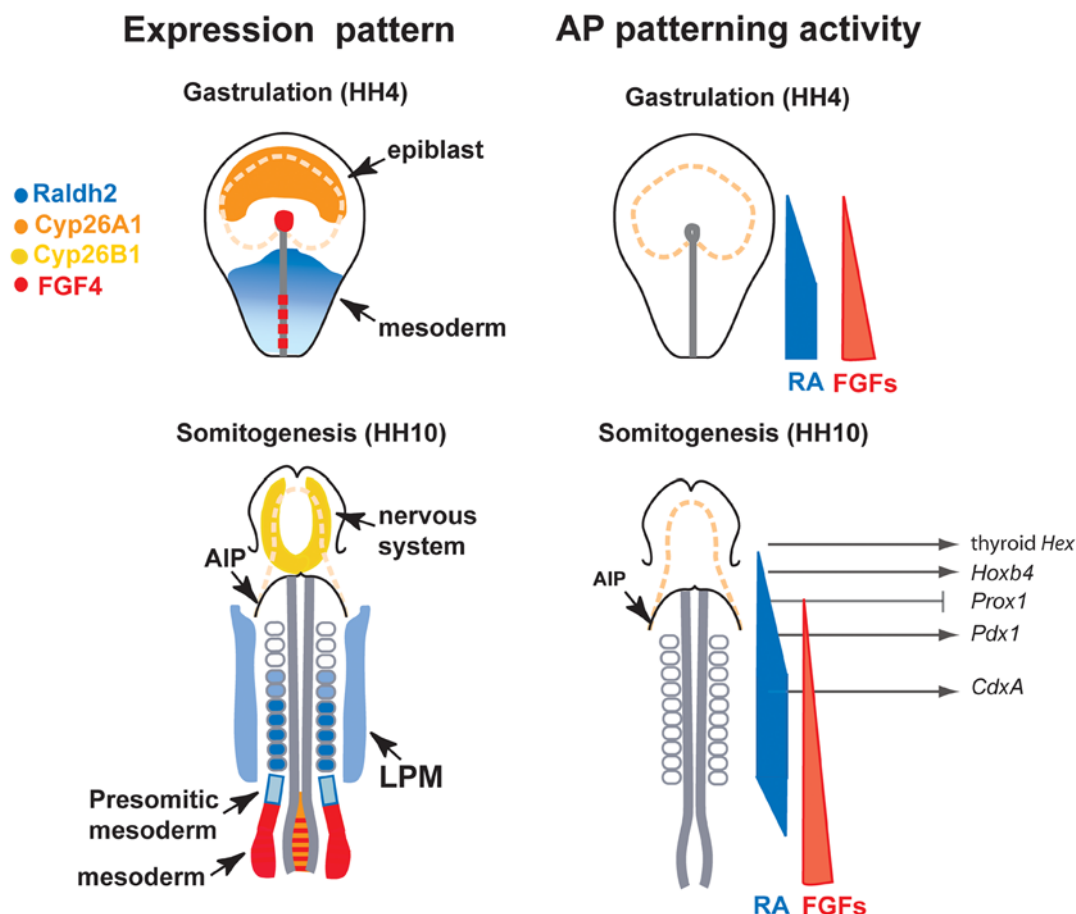 Expression pattern
AP patterning activity
Gastrulation (HH4)
Gastrulation (HH4)
epiblast
Raldh2
Cyp26A1
Cyp26B1
FGF4
mesoderm
RA
FGFs
Somitogenesis (HH10)
Somitogenesis (HH10)
nervous
system
AIP
AIP
thyroid Hex
Hoxb4
Prox1
Pdx1
CdxA
LPM
Presomitic
mesoderm
mesoderm
RA
FGFs